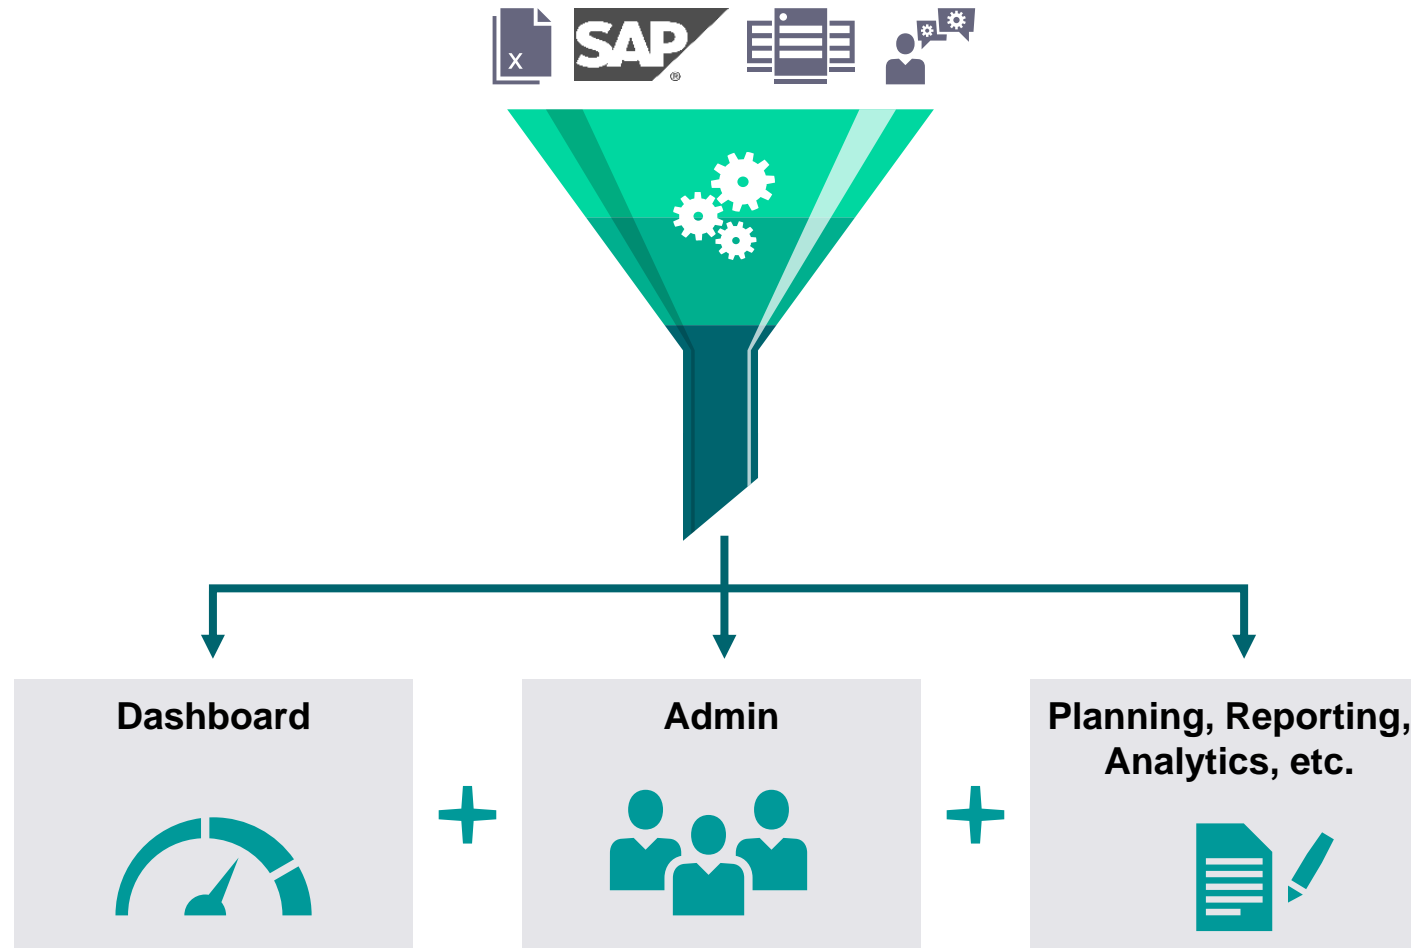 X
SAP
®
Dashboard
Admin
Planning, Reporting,
Analytics, etc.